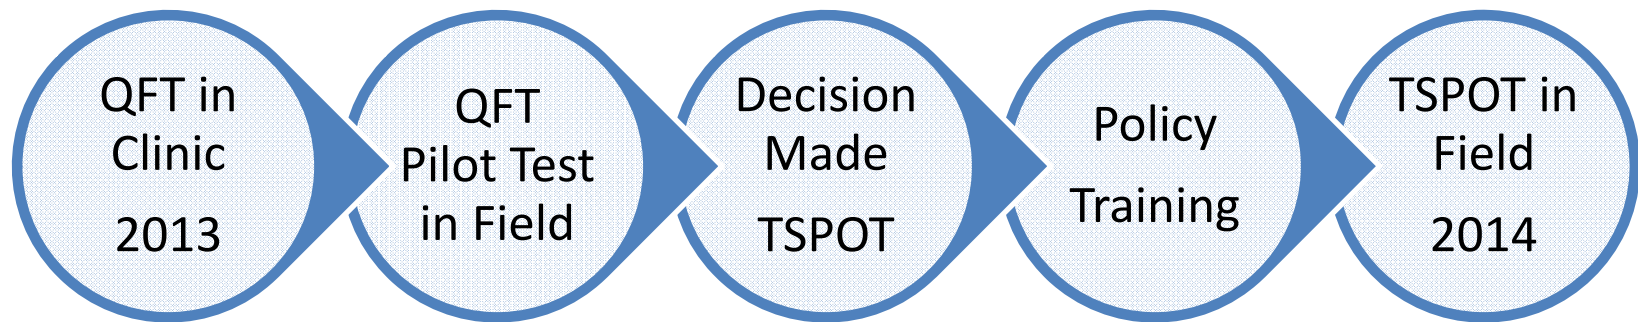 QFT in
Clinic
2013
QFT
Pilot Test
in Field
Decision
Made
TSPOT
Policy
Training
TSPOT in
Field
2014